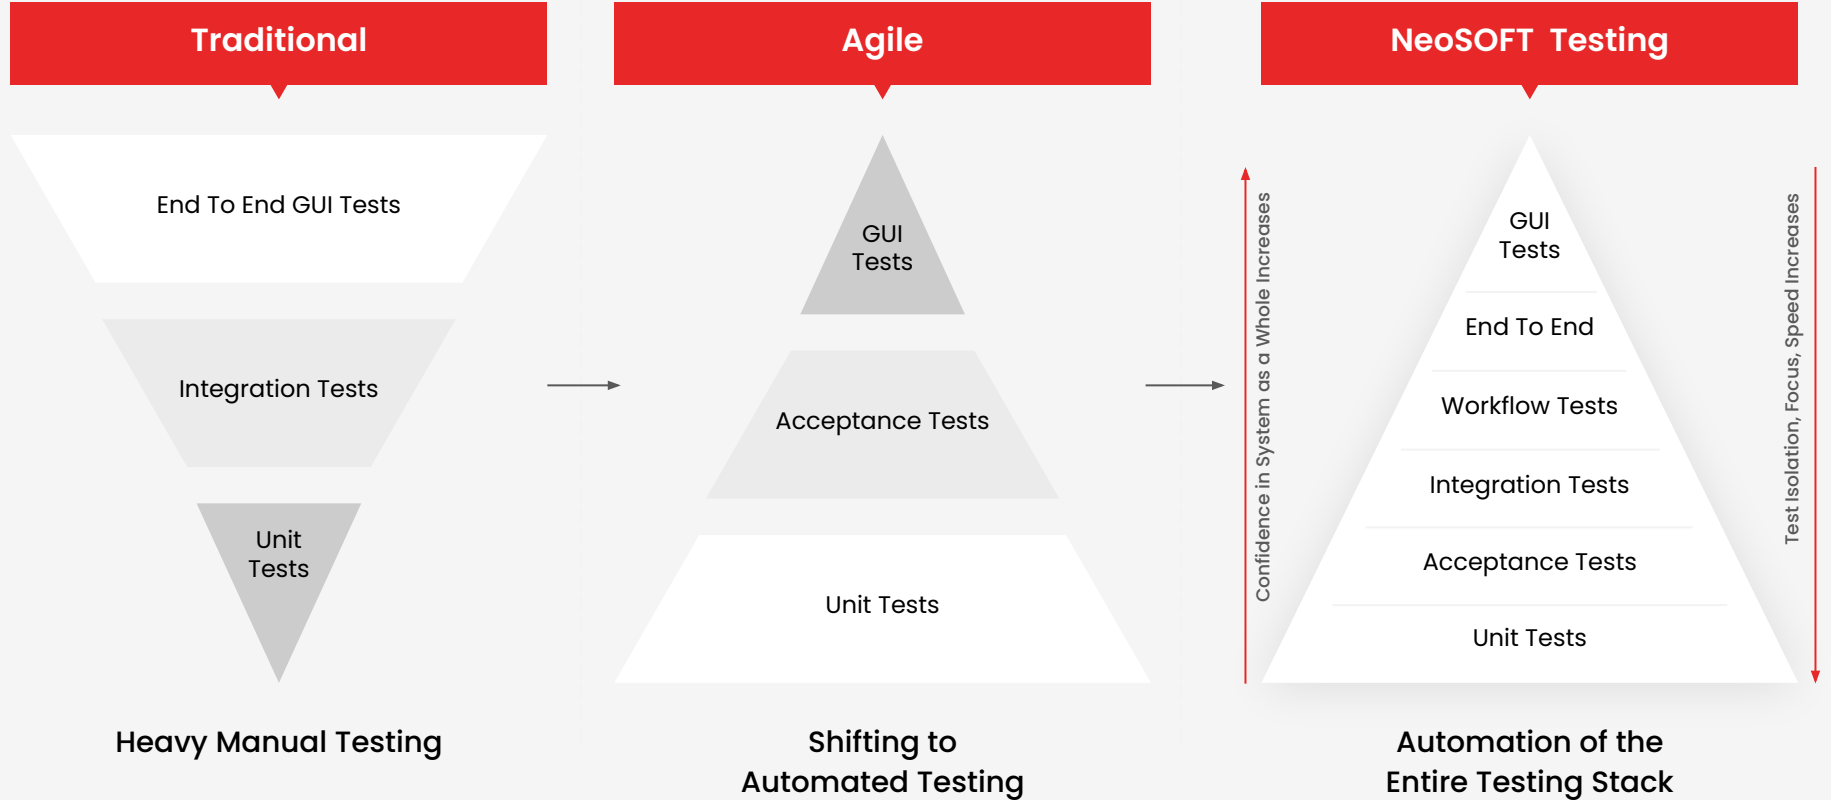 Traditional
End To End GUI Tests
Integration Tests
Unit
Tests
Heavy Manual Testing
Agile
GUI
Tests
Acceptance Tests
Unit Tests
Shifting to
Automated Testing
NeoSOFT Testing
Confidence in System as a Whole Increases
GUI
Tests
End To End
Workflow Tests
Integration Tests
Acceptance Tests
Unit Tests
Test Isolation, Focus, Speed Increases
Automation of the
Entire Testing Stack